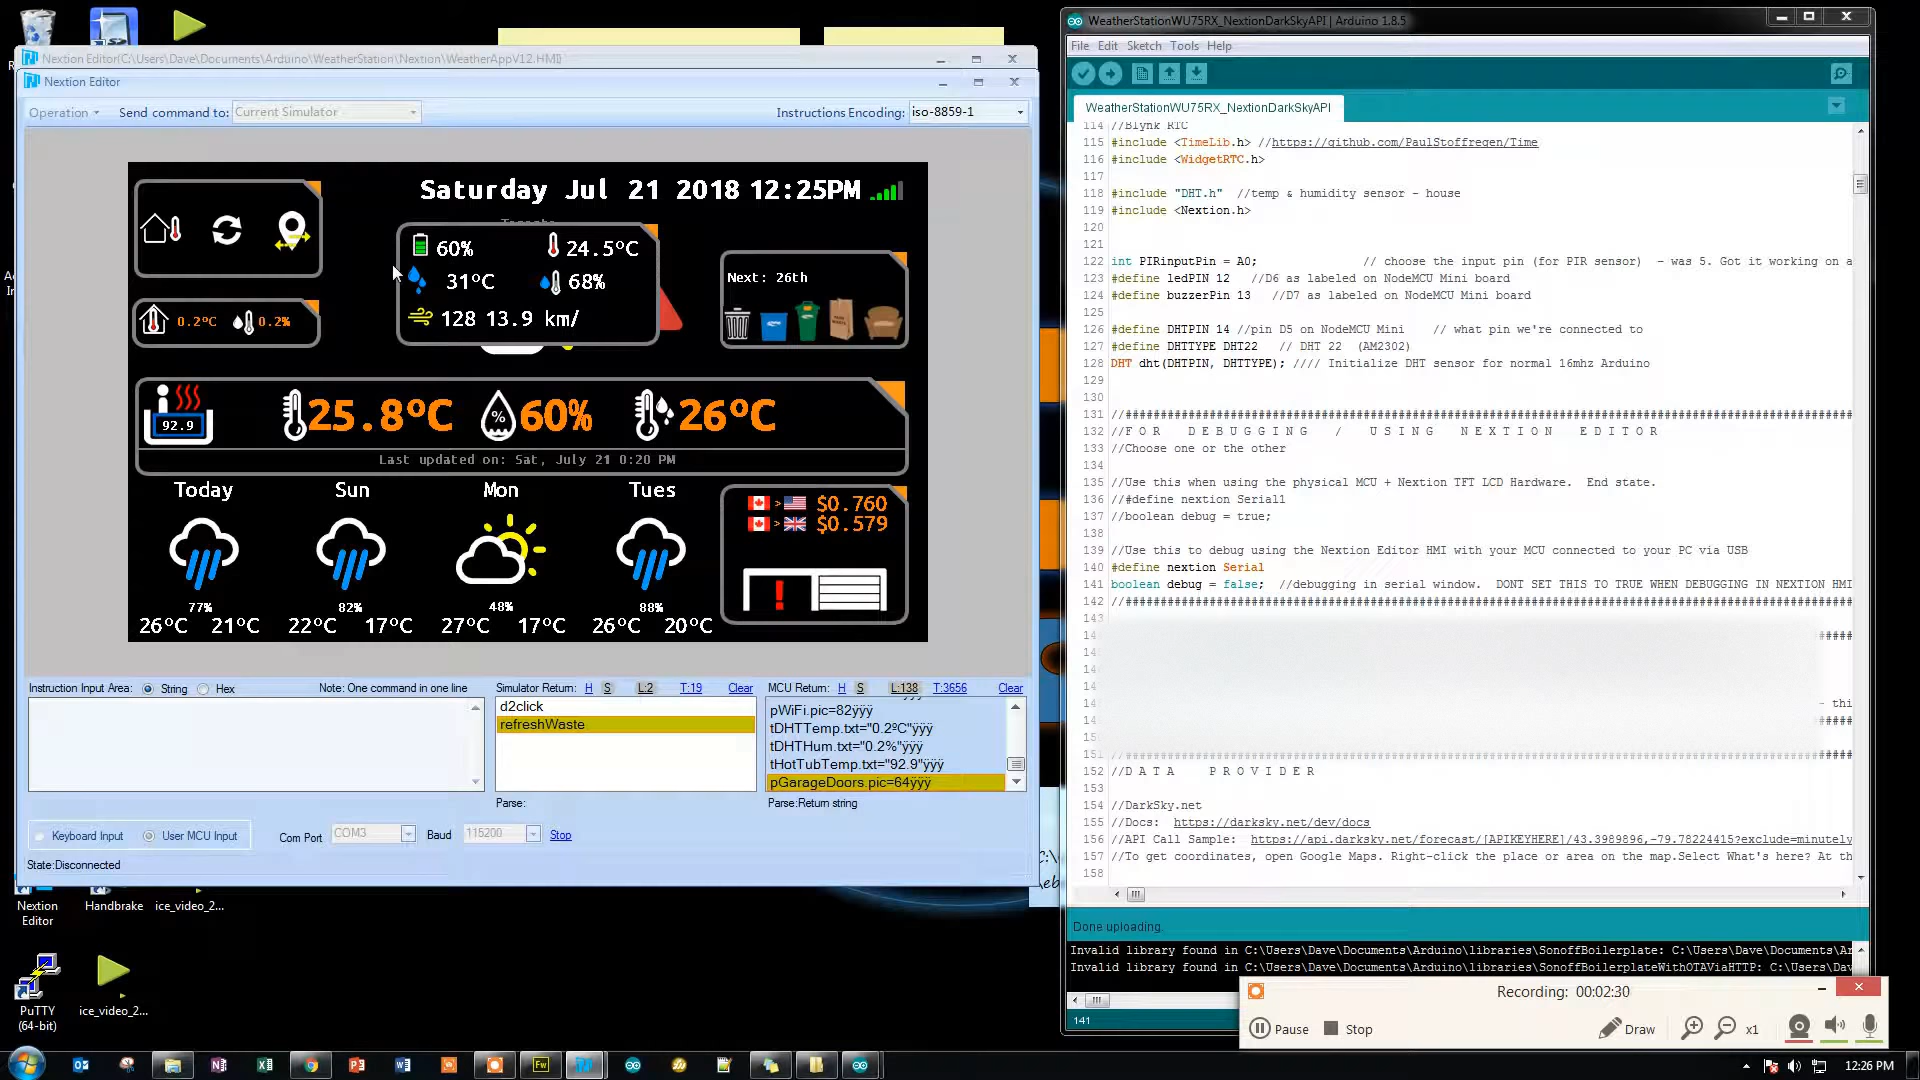 Nextion Editor(C:\Users\Dave\Documents\Arduino\WeatherStation\Nextion\WeatherAppV12.HMI)
Nextion Editor
Operation
Send command to:
Current Simulator
Instructions Encoding:
iso-8859-1
Saturday Jul 21 2018 12:25PM
60%
24.5ºC
31ºC
68%
128 13.9 km/
Next: 26th
0.2ºC
0.2%
92.9
%
25.8ºC
60%
26ºC
Last updated on: Sat, July 21 0:20 PM
Today
Sun
Mon
Tues
77%
82%
48%
88%
26ºC 21ºC
22ºC 17ºC
27ºC 17ºC
26ºC 20ºC
> $0.760
> $0.579
!
Instruction Input Area:
String
Hex
Note: One command in one line
Simulator Return: H S L:2 T:19 Clear
d2click
refreshWaste
Parse:
MCU Return: H S L:138 T:3656 Clear
pWiFi.pic=82ÿÿÿ
tDHTTemp.txt="0.2ºC"ÿÿÿ
tDHTHum.txt="0.2%"ÿÿÿ
tHotTubTemp.txt="92.9"ÿÿÿ
pGarageDoors.pic=64ÿÿÿ
Parse:Return string
Keyboard Input
User MCU Input
Com Port
COM3
Baud
115200
Stop
State:Disconnected
Nextion Editor
Handbrake
ice_video_2...
PuTTY (64-bit)
ice_video_2...
WeatherStationWU75RX_NextionDarkSkyAPI | Arduino 1.8.5
File Edit Sketch Tools Help
WeatherStationWU75RX_NextionDarkSkyAPI
114 //Blynk RTC
115 #include <TimeLib.h> //https://github.com/PaulStoffregen/Time
116 #include <WidgetRTC.h>
117
118 #include "DHT.h" //temp & humidity sensor - house
119 #include <Nextion.h>
120
121
122 int PIRinputPin = A0; // choose the input pin (for PIR sensor) - was 5. Got it working on a
123 #define ledPIN 12 //D6 as labeled on NodeMCU Mini board
124 #define buzzerPin 13 //D7 as labeled on NodeMCU Mini board
125
126 #define DHTPIN 14 //pin D5 on NodeMCU Mini // what pin we're connected to
127 #define DHTTYPE DHT22 // DHT 22 (AM2302)
128 DHT dht(DHTPIN, DHTTYPE); //// Initialize DHT sensor for normal 16mhz Arduino
129
130
131 //########################################################################################################
132 //F O R D E B U G G I N G / U S I N G N E X T I O N E D I T O R
133 //Choose one or the other
134
135 //Use this when using the physical MCU + Nextion TFT LCD Hardware. End state.
136 //#define nextion Serial1
137 //boolean debug = true;
138
139 //Use this to debug using the Nextion Editor HMI with your MCU connected to your PC via USB
140 #define nextion Serial
141 boolean debug = false; //debugging in serial window. DONT SET THIS TO TRUE WHEN DEBUGGING IN NEXTION HMI
142 //########################################################################################################
143
#####
- thi
#####
151 //########################################################################################################
152 //D A T A P R O V I D E R
153
154 //DarkSky.net
155 //Docs: https://darksky.net/dev/docs
156 //API Call Sample: https://api.darksky.net/forecast/[APIKEYHERE]/43.3989896,-79.78224415?exclude=minutely
157 //To get coordinates, open Google Maps. Right-click the place or area on the map.Select What's here? At th
158
Done uploading.
Invalid library found in C:\Users\Dave\Documents\Arduino\libraries\SonoffBoilerplate: C:\Users\Dave\Documents\Ar
Invalid library found in C:\Users\Dave\Documents\Arduino\libraries\SonoffBoilerplateWithOTAViaHTTP: C:\Users\Dav
141
Recording: 00:02:30
Pause
Stop
Draw
x1
12:26 PM